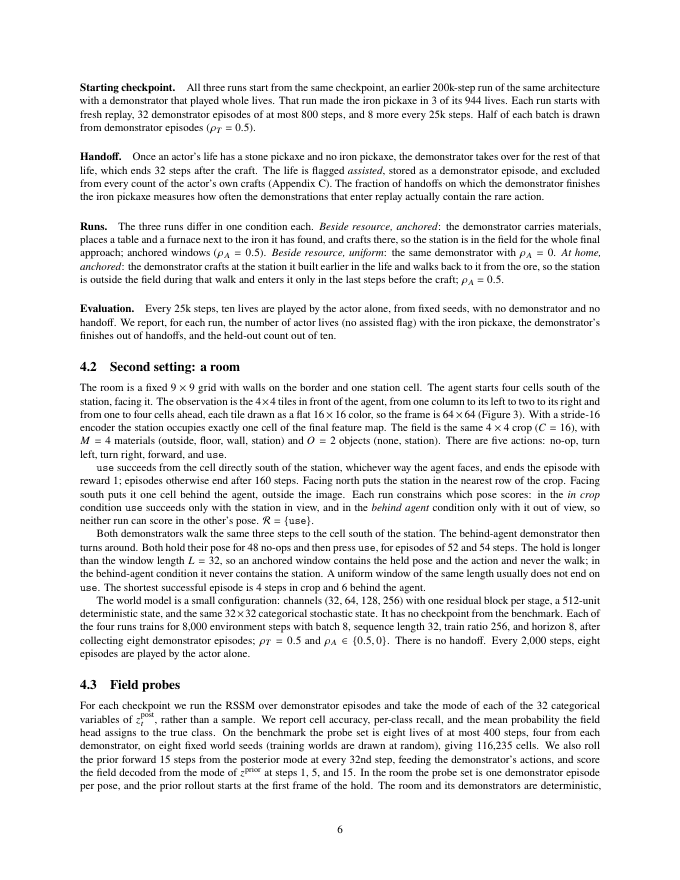 Starting checkpoint. All three runs start from the same checkpoint, an earlier 200k-step run of the same architecture
with a demonstrator that played whole lives. That run made the iron pickaxe in 3 of its 944 lives. Each run starts with
fresh replay, 32 demonstrator episodes of at most 800 steps, and 8 more every 25k steps. Half of each batch is drawn
from demonstrator episodes (ρ_T = 0.5).
Handoff. Once an actor's life has a stone pickaxe and no iron pickaxe, the demonstrator takes over for the rest of that
life, which ends 32 steps after the craft. The life is flagged assisted, stored as a demonstrator episode, and excluded
from every count of the actor's own crafts (Appendix C). The fraction of handoffs on which the demonstrator finishes
the iron pickaxe measures how often the demonstrations that enter replay actually contain the rare action.
Runs. The three runs differ in one condition each. Beside resource, anchored: the demonstrator carries materials,
places a table and a furnace next to the iron it has found, and crafts there, so the station is in the field for the whole final
approach; anchored windows (ρ_A = 0.5). Beside resource, uniform: the same demonstrator with ρ_A = 0. At home,
anchored: the demonstrator crafts at the station it built earlier in the life and walks back to it from the ore, so the station
is outside the field during that walk and enters it only in the last steps before the craft; ρ_A = 0.5.
Evaluation. Every 25k steps, ten lives are played by the actor alone, from fixed seeds, with no demonstrator and no
handoff. We report, for each run, the number of actor lives (no assisted flag) with the iron pickaxe, the demonstrator's
finishes out of handoffs, and the held-out count out of ten.
4.2 Second setting: a room
The room is a fixed 9 × 9 grid with walls on the border and one station cell. The agent starts four cells south of the
station, facing it. The observation is the 4×4 tiles in front of the agent, from one column to its left to two to its right and
from one to four cells ahead, each tile drawn as a flat 16×16 color, so the frame is 64×64 (Figure 3). With a stride-16
encoder the station occupies exactly one cell of the final feature map. The field is the same 4 × 4 crop (C = 16), with
M = 4 materials (outside, floor, wall, station) and O = 2 objects (none, station). There are five actions: no-op, turn
left, turn right, forward, and use.
use succeeds from the cell directly south of the station, whichever way the agent faces, and ends the episode with
reward 1; episodes otherwise end after 160 steps. Facing north puts the station in the nearest row of the crop. Facing
south puts it one cell behind the agent, outside the image. Each run constrains which pose scores: in the in crop
condition use succeeds only with the station in view, and in the behind agent condition only with it out of view, so
neither run can score in the other's pose. R = {use}.
Both demonstrators walk the same three steps to the cell south of the station. The behind-agent demonstrator then
turns around. Both hold their pose for 48 no-ops and then press use, for episodes of 52 and 54 steps. The hold is longer
than the window length L = 32, so an anchored window contains the held pose and the action and never the walk; in
the behind-agent condition it never contains the station. A uniform window of the same length usually does not end on
use. The shortest successful episode is 4 steps in crop and 6 behind the agent.
The world model is a small configuration: channels (32, 64, 128, 256) with one residual block per stage, a 512-unit
deterministic state, and the same 32×32 categorical stochastic state. It has no checkpoint from the benchmark. Each of
the four runs trains for 8,000 environment steps with batch 8, sequence length 32, train ratio 256, and horizon 8, after
collecting eight demonstrator episodes; ρ_T = 0.5 and ρ_A ∈ {0.5, 0}. There is no handoff. Every 2,000 steps, eight
episodes are played by the actor alone.
4.3 Field probes
For each checkpoint we run the RSSM over demonstrator episodes and take the mode of each of the 32 categorical
variables of z_t^post, rather than a sample. We report cell accuracy, per-class recall, and the mean probability the field
head assigns to the true class. On the benchmark the probe set is eight lives of at most 400 steps, four from each
demonstrator, on eight fixed world seeds (training worlds are drawn at random), giving 116,235 cells. We also roll
the prior forward 15 steps from the posterior mode at every 32nd step, feeding the demonstrator's actions, and score
the field decoded from the mode of z^prior at steps 1, 5, and 15. In the room the probe set is one demonstrator episode
per pose, and the prior rollout starts at the first frame of the hold. The room and its demonstrators are deterministic,
6